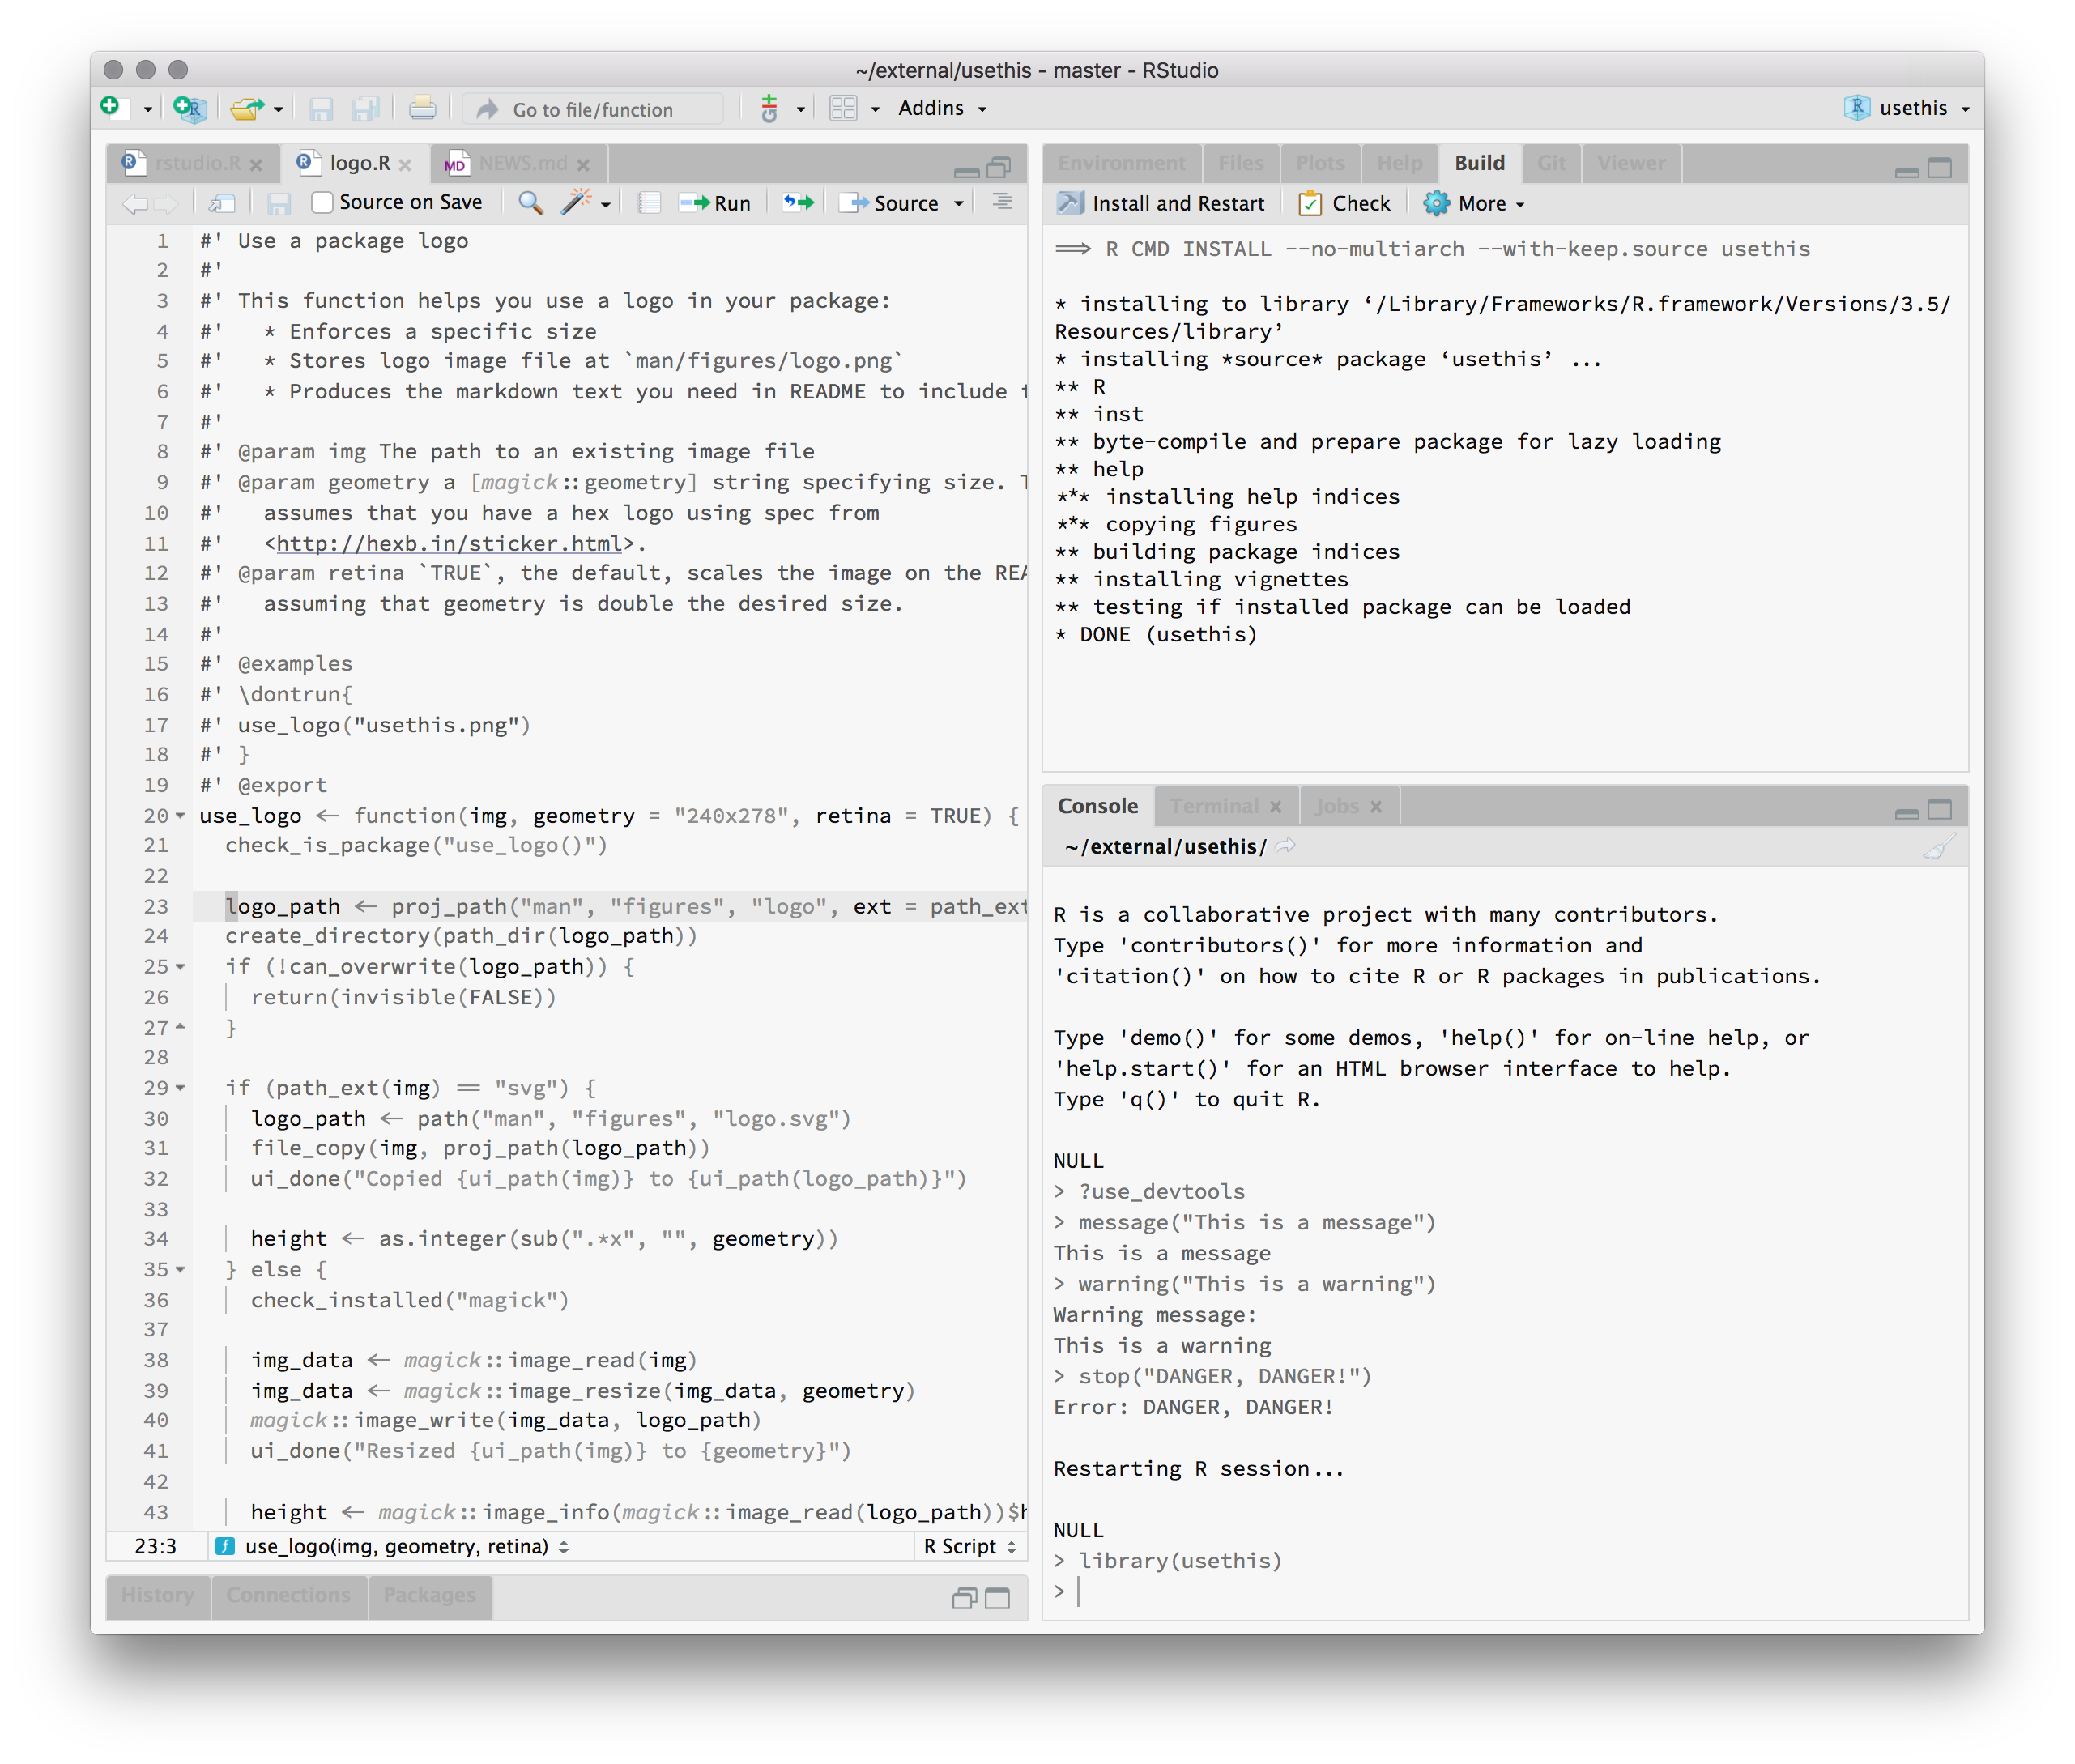 ~/external/usethis - master - RStudio
Go to file/function
Addins
usethis
rstudio.R
logo.R
NEWS.md
Source on Save
Run
Source
1 #' Use a package logo
2 #'
3 #' This function helps you use a logo in your package:
4 #'   * Enforces a specific size
5 #'   * Stores logo image file at `man/figures/logo.png`
6 #'   * Produces the markdown text you need in README to include t
7 #'
8 #' @param img The path to an existing image file
9 #' @param geometry a [magick::geometry] string specifying size. T
10 #'   assumes that you have a hex logo using spec from
11 #'   <http://hexb.in/sticker.html>.
12 #' @param retina `TRUE`, the default, scales the image on the REA
13 #'   assuming that geometry is double the desired size.
14 #'
15 #' @examples
16 #' \dontrun{
17 #' use_logo("usethis.png")
18 #' }
19 #' @export
20 use_logo <- function(img, geometry = "240x278", retina = TRUE) {
21   check_is_package("use_logo()")
22
23   logo_path <- proj_path("man", "figures", "logo", ext = path_ext
24   create_directory(path_dir(logo_path))
25   if (!can_overwrite(logo_path)) {
26     return(invisible(FALSE))
27   }
28
29   if (path_ext(img) == "svg") {
30     logo_path <- path("man", "figures", "logo.svg")
31     file_copy(img, proj_path(logo_path))
32     ui_done("Copied {ui_path(img)} to {ui_path(logo_path)}")
33
34     height <- as.integer(sub(".*x", "", geometry))
35   } else {
36     check_installed("magick")
37
38     img_data <- magick::image_read(img)
39     img_data <- magick::image_resize(img_data, geometry)
40     magick::image_write(img_data, logo_path)
41     ui_done("Resized {ui_path(img)} to {geometry}")
42
43     height <- magick::image_info(magick::image_read(logo_path))$h
23:3
use_logo(img, geometry, retina)
R Script
History
Connections
Packages
Environment
Files
Plots
Help
Build
Git
Viewer
Install and Restart
Check
More
==> R CMD INSTALL --no-multiarch --with-keep.source usethis
* installing to library ‘/Library/Frameworks/R.framework/Versions/3.5/
Resources/library’
* installing *source* package ‘usethis’ ...
** R
** inst
** byte-compile and prepare package for lazy loading
** help
*** installing help indices
*** copying figures
** building package indices
** installing vignettes
** testing if installed package can be loaded
* DONE (usethis)
Console
Terminal
Jobs
~/external/usethis/
R is a collaborative project with many contributors.
Type 'contributors()' for more information and
'citation()' on how to cite R or R packages in publications.
Type 'demo()' for some demos, 'help()' for on-line help, or
'help.start()' for an HTML browser interface to help.
Type 'q()' to quit R.
NULL
> ?use_devtools
> message("This is a message")
This is a message
> warning("This is a warning")
Warning message:
This is a warning
> stop("DANGER, DANGER!")
Error: DANGER, DANGER!
Restarting R session...
NULL
> library(usethis)
>